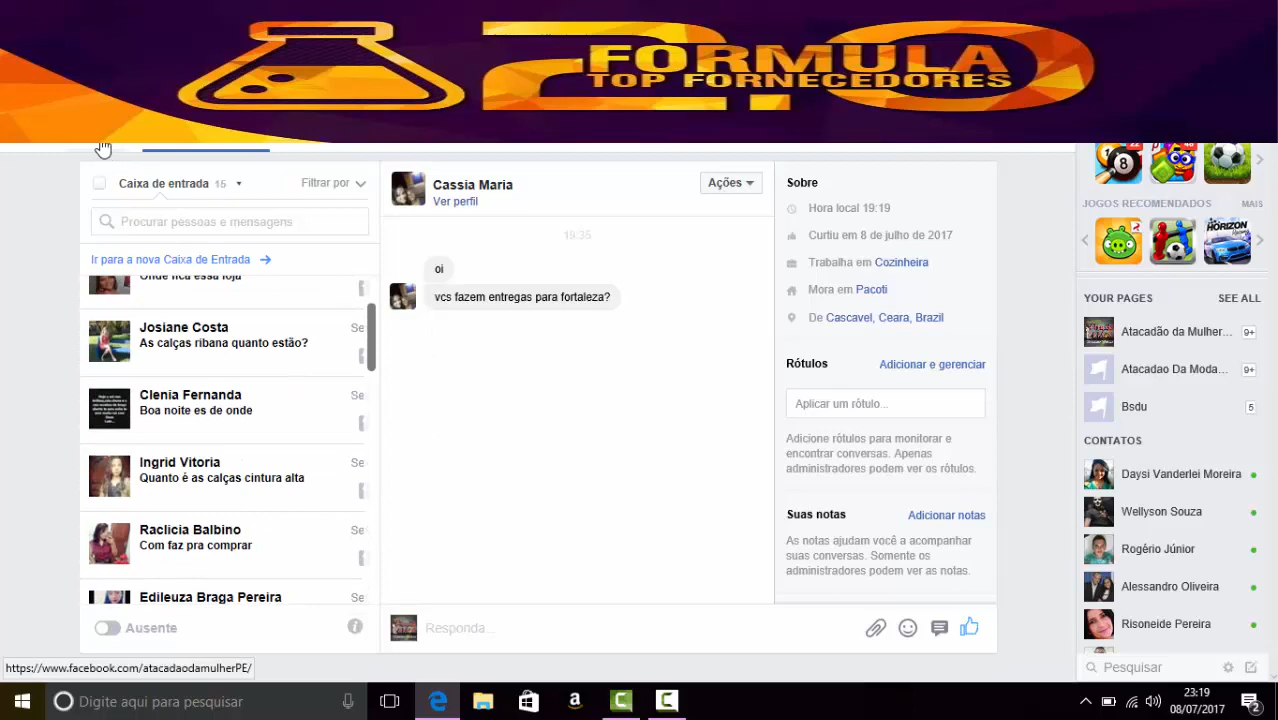 2.0
FORMULA
TOP FORNECEDORES
Caixa de entrada 15
Filtrar por
Procurar pessoas e mensagens
Ir para a nova Caixa de Entrada
Onde fica essa loja
Josiane Costa
Se
As calças ribana quanto estão?
Clenia Fernanda
Se
Boa noite es de onde
Ingrid Vitoria
Se
Quanto é as calças cintura alta
Raclicia Balbino
Se
Com faz pra comprar
Edileuza Braga Pereira
Se
Ausente
Cassia Maria
Ver perfil
Ações
19:35
oi
vcs fazem entregas para fortaleza?
Responda...
Sobre
Hora local 19:19
Curtiu em 8 de julho de 2017
Trabalha em Cozinheira
Mora em Pacoti
De Cascavel, Ceara, Brazil
Rótulos
Adicionar e gerenciar
Aplicar um rótulo...
Adicione rótulos para monitorar e
encontrar conversas. Apenas
administradores podem ver os rótulos.
Suas notas
Adicionar notas
As notas ajudam você a acompanhar
suas conversas. Somente os
administradores podem ver as notas.
JOGOS RECOMENDADOS
MAIS
HORIZON
YOUR PAGES
SEE ALL
Atacadão da Mulher...
9+
Atacadao Da Moda...
9+
Bsdu
5
CONTATOS
Daysi Vanderlei Moreira
Wellyson Souza
Rogério Júnior
Alessandro Oliveira
Risoneide Pereira
Pesquisar
https://www.facebook.com/atacadaodamulherPE/
Digite aqui para pesquisar
23:19
08/07/2017
2